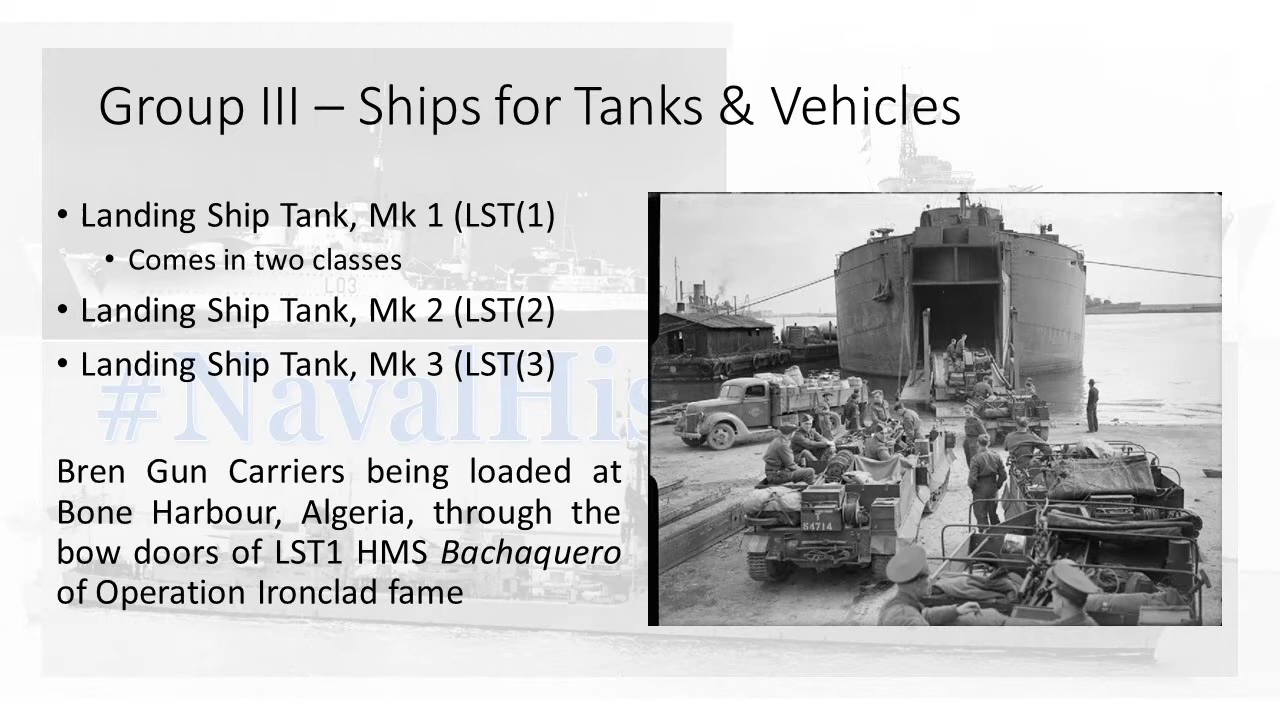 Group III – Ships for Tanks & Vehicles
• Landing Ship Tank, Mk 1 (LST(1)
• Comes in two classes
• Landing Ship Tank, Mk 2 (LST(2)
• Landing Ship Tank, Mk 3 (LST(3)
L03
#NavalHis
Bren Gun Carriers being loaded at
Bone Harbour, Algeria, through the
bow doors of LST1 HMS Bachaquero
of Operation Ironclad fame
T
S4714